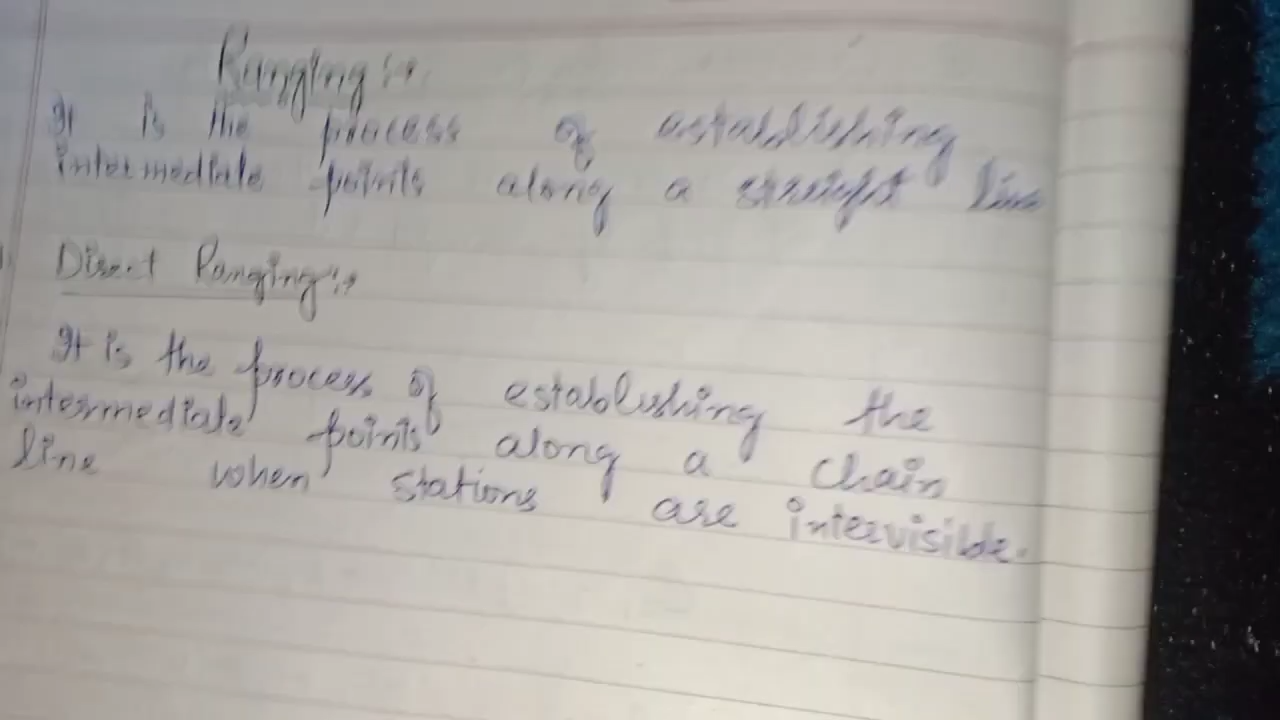 Ranging :-
It is the process of establishing
intermediate points along a straight line
Direct Ranging :-
It is the process of establishing the
intermediate points along a chain
line when stations are intervisible.